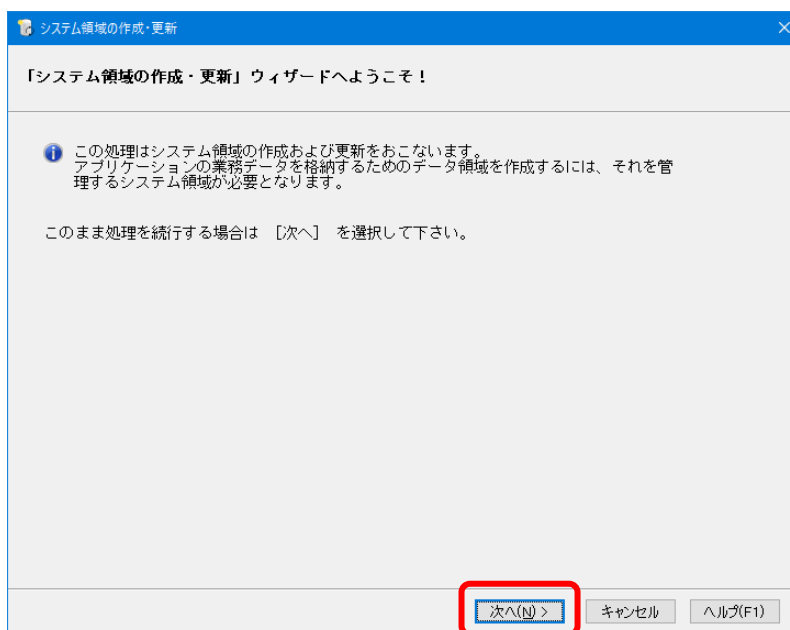 システム領域の作成・更新
「システム領域の作成・更新」ウィザードへようこそ！
この処理はシステム領域の作成および更新をおこないます。
アプリケーションの業務データを格納するためのデータ領域を作成するには、それを管
理するシステム領域が必要となります。
このまま処理を続行する場合は ［次へ］ を選択して下さい。
次へ(N) > キャンセル ヘルプ(F1)